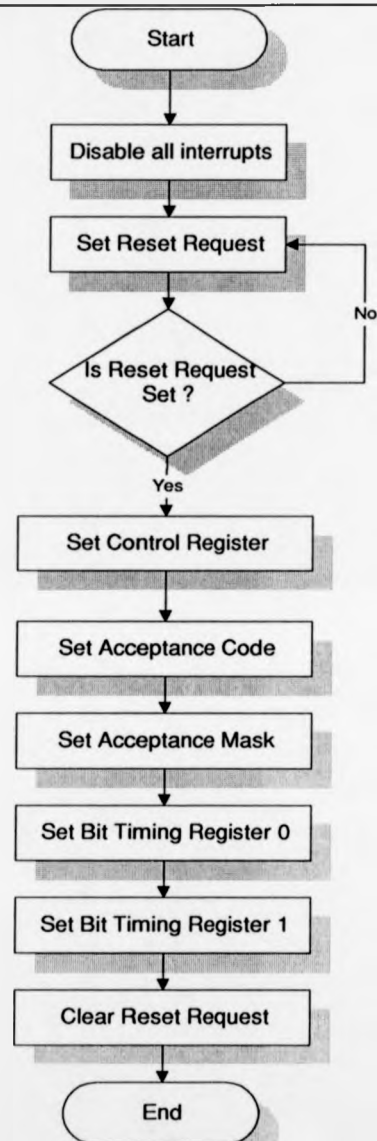 Start
Disable all interrupts
Set Reset Request
No
Is Reset Request
Set ?
Yes
Set Control Register
Set Acceptance Code
Set Acceptance Mask
Set Bit Timing Register 0
Set Bit Timing Register 1
Clear Reset Request
End